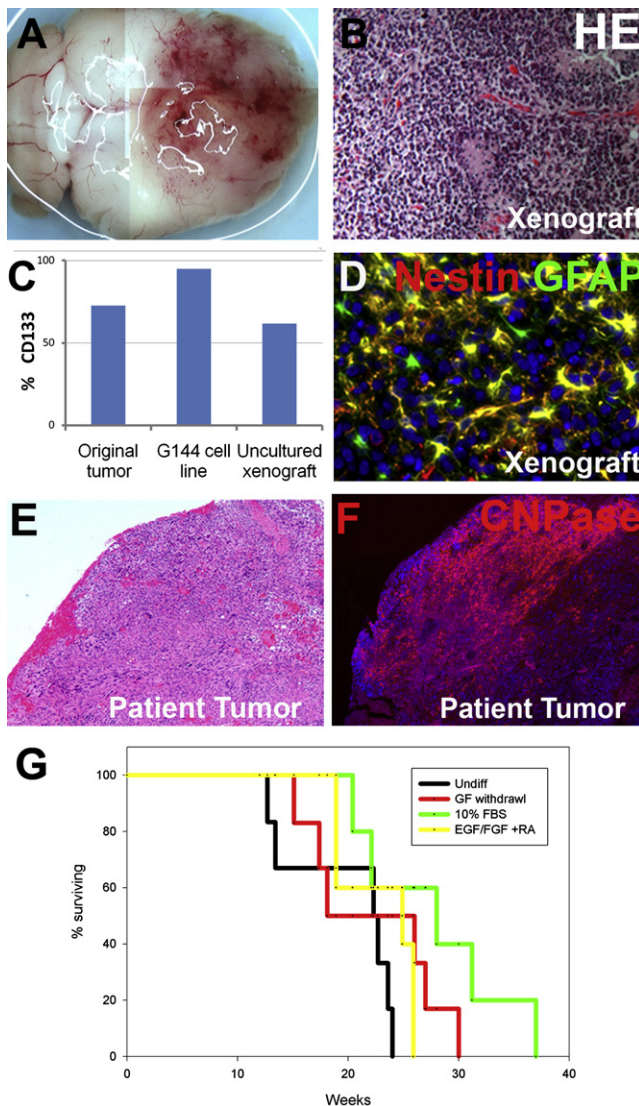 A
B
HE
Xenograft
C
% CD133
100
50
0
Original tumor
G144 cell line
Uncultured xenograft
D
Nestin GFAP
Xenograft
E
Patient Tumor
F
CNPase
Patient Tumor
G
% surviving
100
80
60
40
20
0
Undiff
GF withdrawl
10% FBS
EGF/FGF +RA
0 10 20 30 40
Weeks